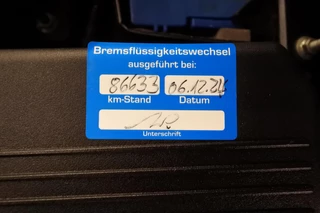 Bremsflüssigkeitswechsel
ausgeführt bei:
86633 06.12.24
km-Stand Datum
Unterschrift